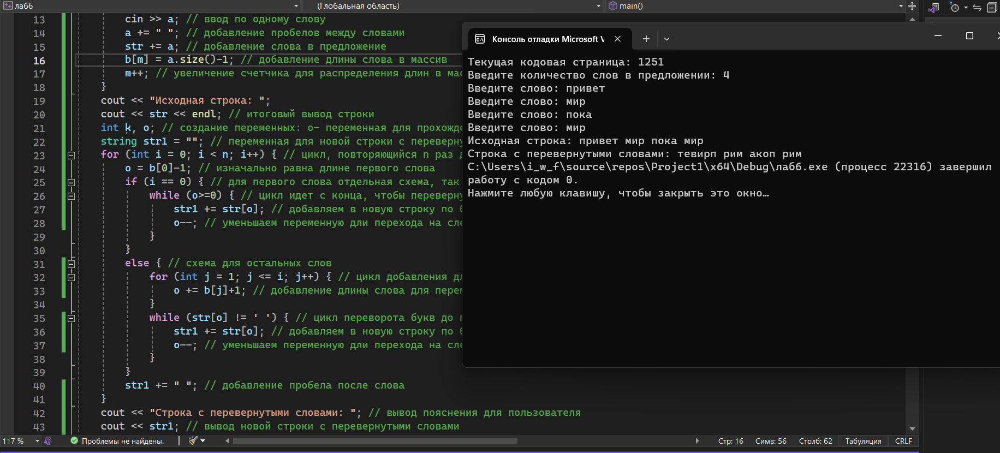 лаб6 (Глобальная область) main()
13 cin >> a; // ввод по одному слову
14 a += " "; // добавление пробелов между словами
15 str += a; // добавление слова в предложение
16 b[m] = a.size()-1; // добавление длины слова в массив
17 m++; // увеличение счетчика для распределения длин в
18 }
19 cout << "Исходная строка: ";
20 cout << str << endl; // итоговый вывод строки
21 int k, o; // создание переменных: о- переменная для
22 string str1 = ""; // переменная для новой строки с
23 for (int i = 0; i < n; i++) { // цикл, повторяющийся n раз
24 o = b[0]-1; // изначально равна длине первого слова
25 if (i == 0) { // для первого слова отдельная схема, так
26 while (o>=0) { // цикл идет с конца, чтобы
27 str1 += str[o]; // добавляем в новую строку по
28 o--; // уменьшаем переменную дли перехода на
29 }
30 }
31 else { // схема для остальных слов
32 for (int j = 1; j <= i; j++) { // цикл добавления
33 o += b[j]+1; // добавление длины слова для
34 }
35 while (str[o] != ' ') { // цикл переворота букв до
36 str1 += str[o]; // добавляем в новую строку по
37 o--; // уменьшаем переменную дли перехода на
38 }
39 }
40 str1 += " "; // добавление пробела после слова
41 }
42 cout << "Строка с перевернутыми словами: "; // вывод пояснения для пользователя
43 cout << str1; // вывод новой строки с перевернутыми словами
Консоль отладки Microsoft
Текущая кодовая страница: 1251
Введите количество слов в предложении: 4
Введите слово: привет
Введите слово: мир
Введите слово: пока
Введите слово: мир
Исходная строка: привет мир пока мир
Строка с перевернутыми словами: тевирп рим акоп рим
C:\Users\i_w_f\source\repos\Project1\x64\Debug\лаб6.exe (процесс 22316) завершил
работу с кодом 0.
Нажмите любую клавишу, чтобы закрыть это окно…
117 % Проблемы не найдены. Стр: 16 Симв: 56 Столб: 62 Табуляция CRLF